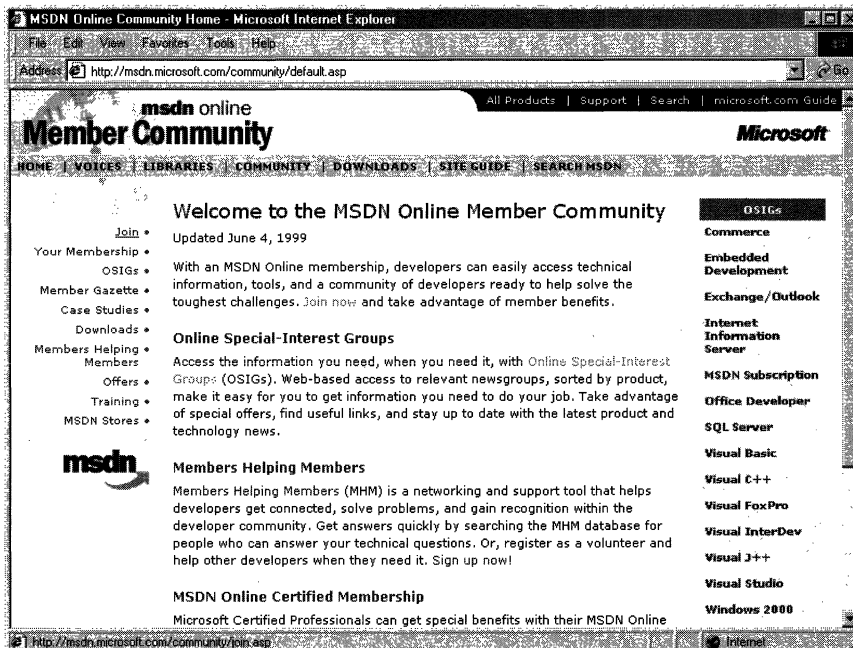 MSDN Online Community Home - Microsoft Internet Explorer
File Edit View Favorites Tools Help
Address http://msdn.microsoft.com/community/default.asp Go
All Products | Support | Search | microsoft.com Guide
msdn online
Member Community
Microsoft
HOME | VOICES | LIBRARIES | COMMUNITY | DOWNLOADS | SITE GUIDE | SEARCH MSDN
Join
Your Membership
OSIGs
Member Gazette
Case Studies
Downloads
Members Helping
Members
Offers
Training
MSDN Stores
msdn
Welcome to the MSDN Online Member Community
Updated June 4, 1999
With an MSDN Online membership, developers can easily access technical
information, tools, and a community of developers ready to help solve the
toughest challenges. Join now and take advantage of member benefits.
Online Special-Interest Groups
Access the information you need, when you need it, with Online Special-Interest
Groups (OSIGs). Web-based access to relevant newsgroups, sorted by product,
make it easy for you to get information you need to do your job. Take advantage
of special offers, find useful links, and stay up to date with the latest product and
technology news.
Members Helping Members
Members Helping Members (MHM) is a networking and support tool that helps
developers get connected, solve problems, and gain recognition within the
developer community. Get answers quickly by searching the MHM database for
people who can answer your technical questions. Or, register as a volunteer and
help other developers when they need it. Sign up now!
MSDN Online Certified Membership
Microsoft Certified Professionals can get special benefits with their MSDN Online
OSIGs
Commerce
Embedded
Development
Exchange/Outlook
Internet
Information
Server
MSDN Subscription
Office Developer
SQL Server
Visual Basic
Visual C++
Visual FoxPro
Visual InterDev
Visual J++
Visual Studio
Windows 2000
http://msdn.microsoft.com/community/join.asp
Internet